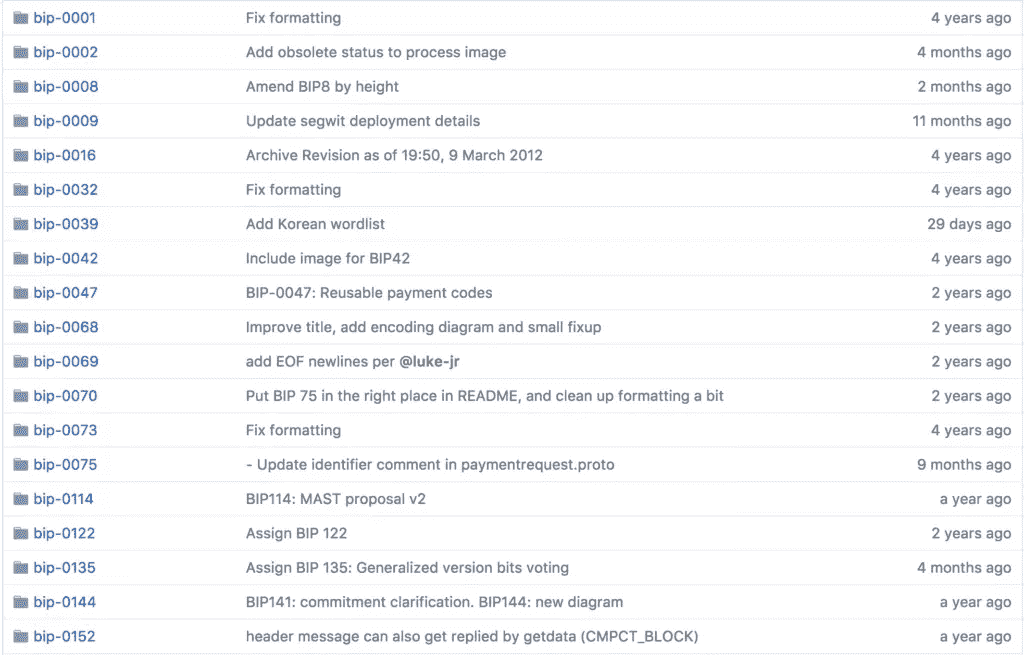 bip-0001 Fix formatting 4 years ago
bip-0002 Add obsolete status to process image 4 months ago
bip-0008 Amend BIP8 by height 2 months ago
bip-0009 Update segwit deployment details 11 months ago
bip-0016 Archive Revision as of 19:50, 9 March 2012 4 years ago
bip-0032 Fix formatting 4 years ago
bip-0039 Add Korean wordlist 29 days ago
bip-0042 Include image for BIP42 4 years ago
bip-0047 BIP-0047: Reusable payment codes 2 years ago
bip-0068 Improve title, add encoding diagram and small fixup 2 years ago
bip-0069 add EOF newlines per @luke-jr 2 years ago
bip-0070 Put BIP 75 in the right place in README, and clean up formatting a bit 2 years ago
bip-0073 Fix formatting 4 years ago
bip-0075 - Update identifier comment in paymentrequest.proto 9 months ago
bip-0114 BIP114: MAST proposal v2 a year ago
bip-0122 Assign BIP 122 2 years ago
bip-0135 Assign BIP 135: Generalized version bits voting 4 months ago
bip-0144 BIP141: commitment clarification. BIP144: new diagram a year ago
bip-0152 header message can also get replied by getdata (CMPCT_BLOCK) a year ago